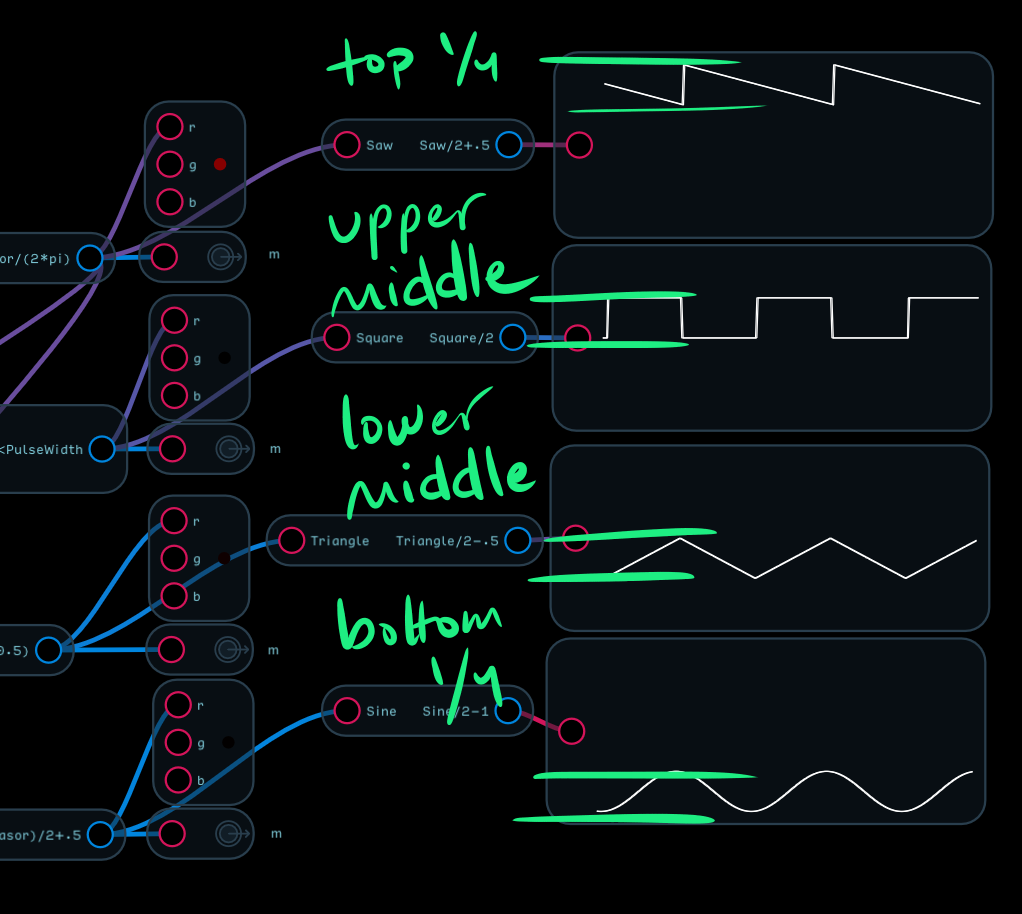 top 1/4
r
g
b
Saw Saw/2+.5
or/(2*pi)
m
upper
middle
r
g
b
Square Square/2
<PulseWidth
m
lower
middle
r
g
b
Triangle Triangle/2-.5
0.5)
m
bottom
1/4
r
g
b
Sine Sine/2-1
asor)/2+.5
m